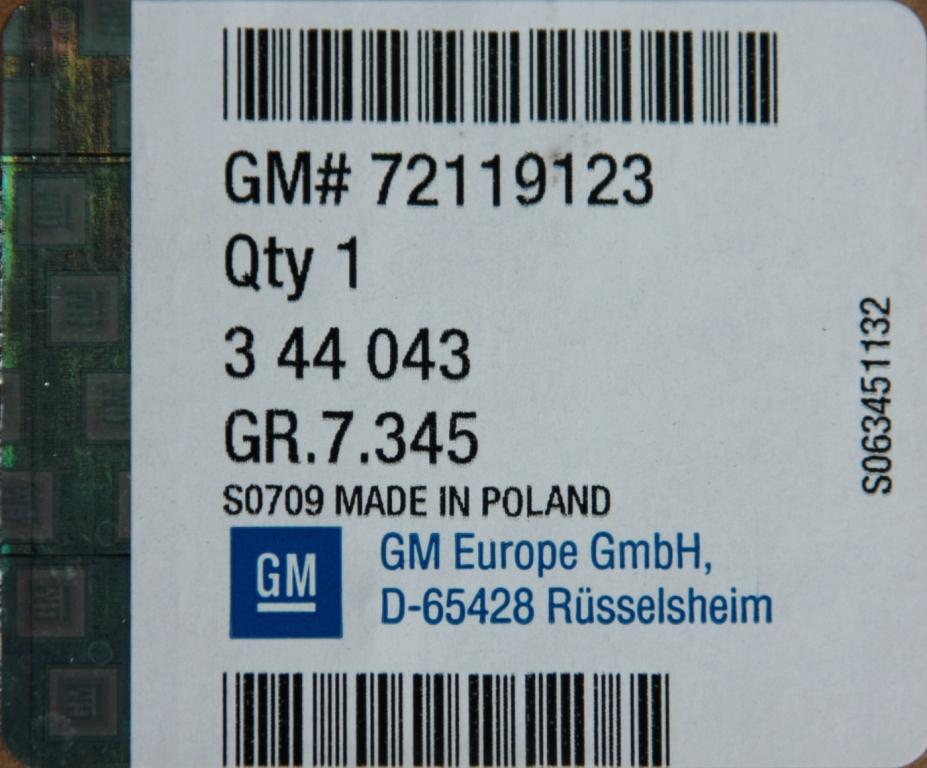 GM# 72119123
Qty 1
3 44 043
GR.7.345
S0709 MADE IN POLAND
GM
GM Europe GmbH,
D-65428 Rüsselsheim
S063451132